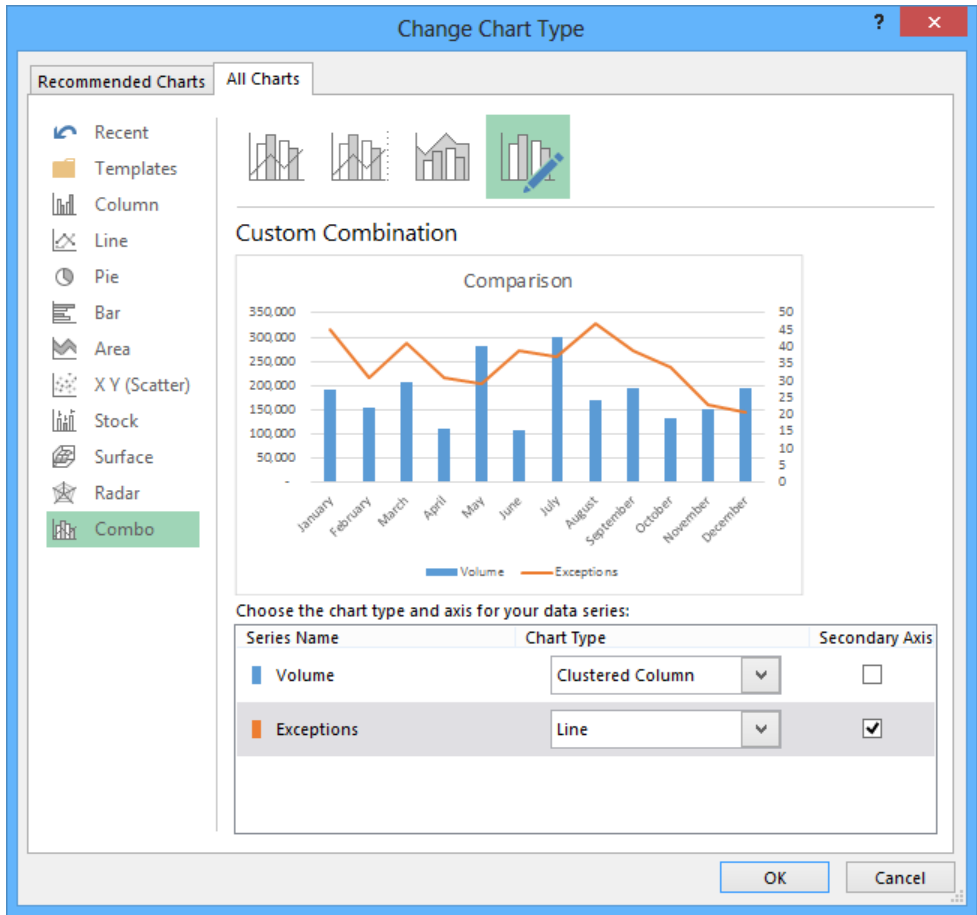 Change Chart Type
?
Recommended Charts
All Charts
Recent
Templates
Column
Line
Pie
Bar
Area
X Y (Scatter)
Stock
Surface
Radar
Combo
Custom Combination
Comparison
350,000
300,000
250,000
200,000
150,000
100,000
50,000
-
50
45
40
35
30
25
20
15
10
5
0
January February March April May June July August September October November December
Volume Exceptions
Choose the chart type and axis for your data series:
Series Name Chart Type Secondary Axis
Volume Clustered Column
Exceptions Line
OK Cancel